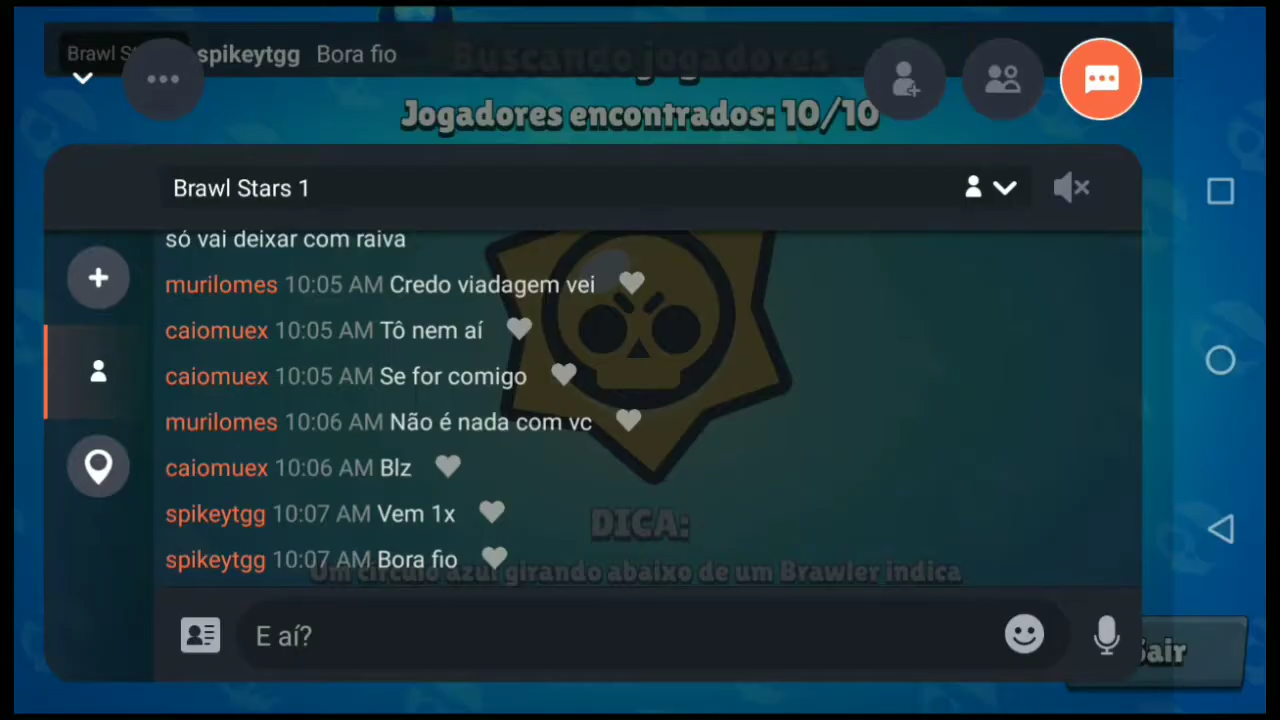 Brawl St
spikeytgg Bora fio
Buscando jogadores
Jogadores encontrados: 10/10
Brawl Stars 1
só vai deixar com raiva
murilomes 10:05 AM Credo viadagem vei
caiomuex 10:05 AM Tô nem aí
caiomuex 10:05 AM Se for comigo
murilomes 10:06 AM Não é nada com vc
caiomuex 10:06 AM Blz
spikeytgg 10:07 AM Vem 1x
spikeytgg 10:07 AM Bora fio
DICA:
Um círculo azul girando abaixo de um Brawler indica
E aí?
Sair